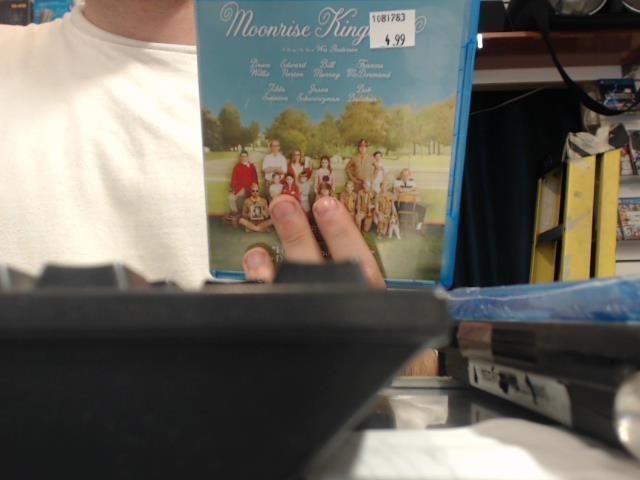 Moonrise King
1081783
4.99
Bruce Edward Bill Frances
Willis Norton Murray McDormand
Tilda Jason Bob
Swinton Schwartzman Balaban